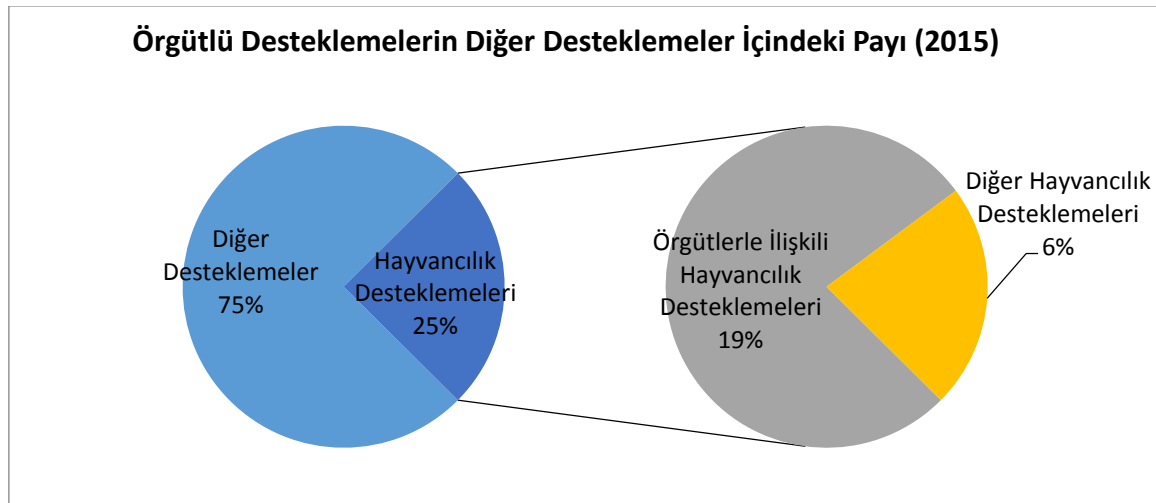 Örgütlü Desteklemelerin Diğer Desteklemeler İçindeki Payı (2015)
Diğer
Desteklemeler
75%
Hayvancılık
Desteklemeleri
25%
Örgütlerle İlişkili
Hayvancılık
Desteklemeleri
19%
Diğer Hayvancılık
Desteklemeleri
6%